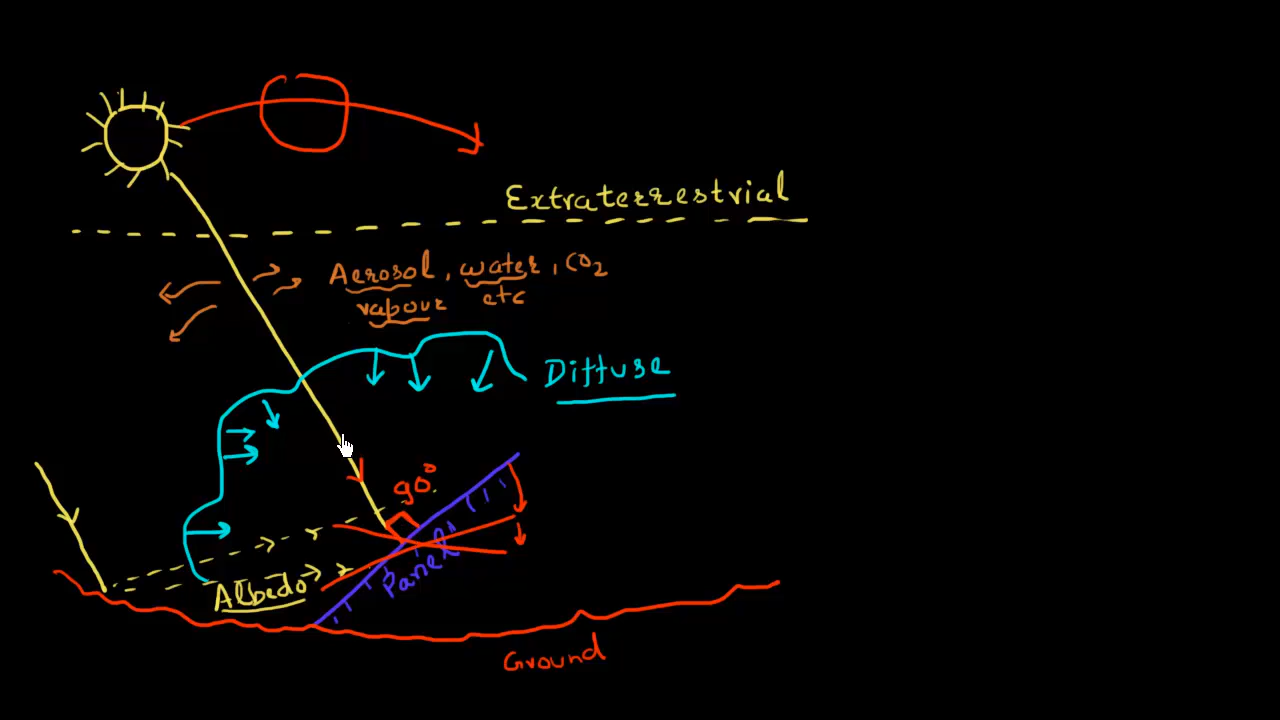 Extraterrestrial
Aerosol, water, CO2
vapour etc
Diffuse
90°
Panel
Albedo
Ground